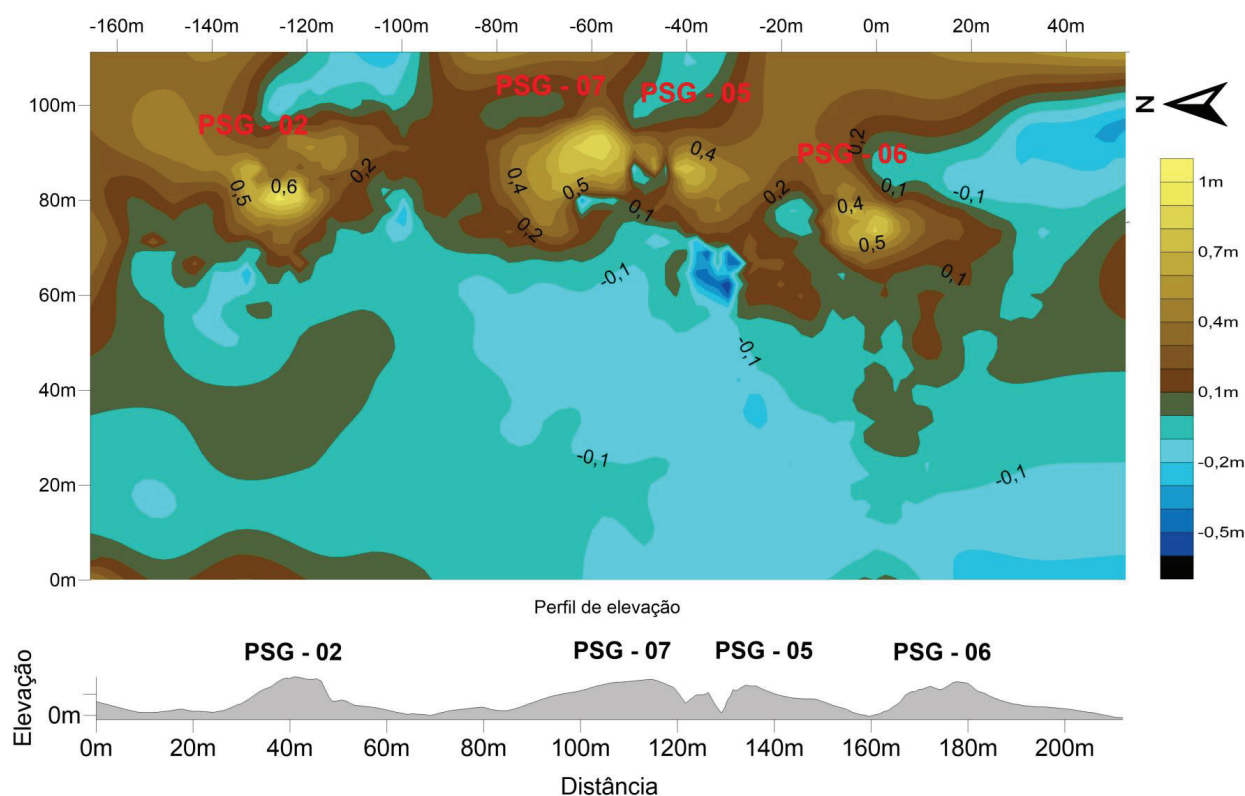 -160m -140m -120m -100m -80m -60m -40m -20m 0m 20m 40m
100m
80m
60m
40m
20m
0m
PSG - 02
PSG - 07
PSG - 05
PSG - 06
0,5
0,6
0,2
0,4
0,5
0,2
0,1
0,4
0,2
0,2
0,1
-0,1
0,4
0,5
0,1
-0,1
-0,1
-0,1
-0,1
N
1m
0,7m
0,4m
0,1m
-0,2m
-0,5m
Perfil de elevação
PSG - 02 PSG - 07 PSG - 05 PSG - 06
Elevação
0m
0m 20m 40m 60m 80m 100m 120m 140m 160m 180m 200m
Distância